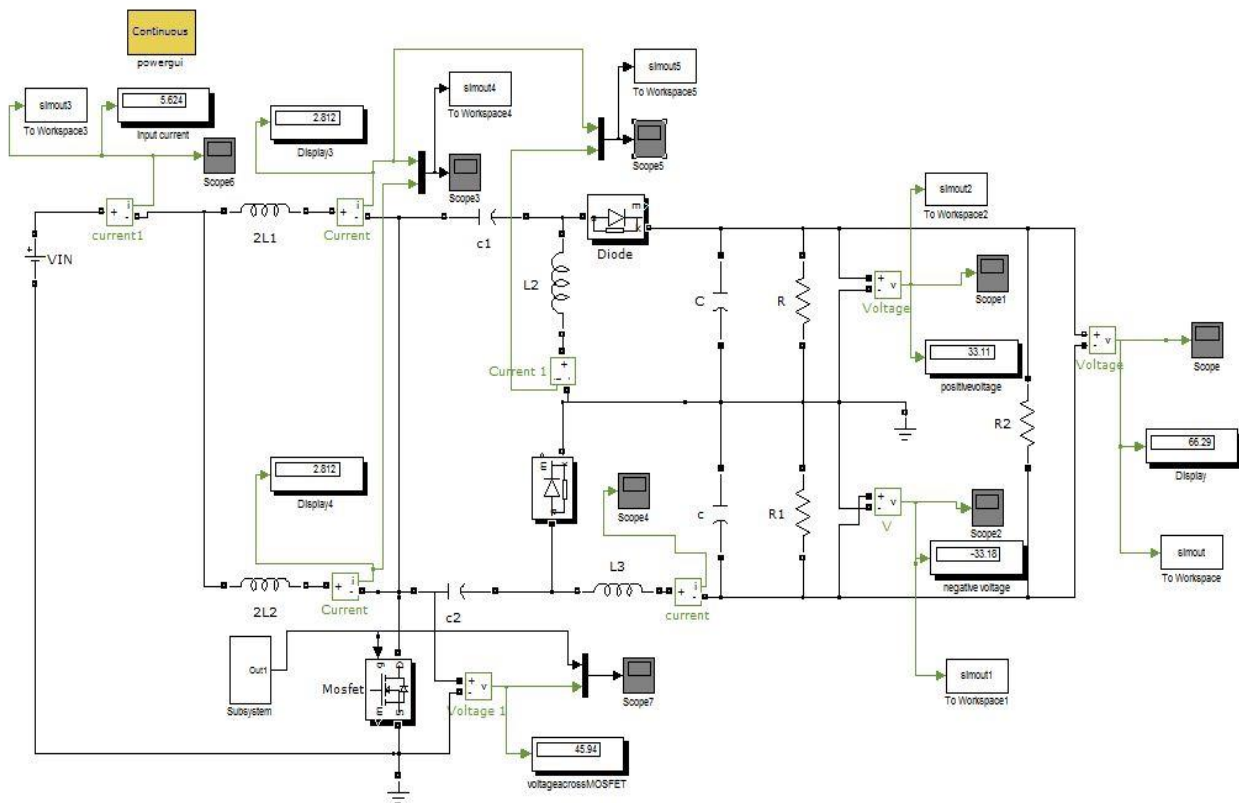 Continuous
powergui
simout3
To Workspace3
5.624
Input current
Scope6
2.812
Display3
simout4
To Workspace4
Scope3
simout5
To Workspace5
Scope5
+ i -
current1
2L1
+ i -
Current
c1
Diode
m
a k
VIN
+
L2
C
R
+ v -
Voltage
simout2
To Workspace2
Scope1
33.11
positivevoltage
+ v -
Voltage
Scope
Current 1
+ i -
R2
66.29
Display
2.812
Display4
m
a k
Scope4
c
R1
+ v -
V
Scope2
-33.18
negative voltage
simout
To Workspace
2L2
+ i -
Current
c2
L3
+ i -
current
Out1
Subsystem
Mosfet
g D
m S
+ v -
Voltage 1
Scope7
simout1
To Workspace1
45.94
voltageacrossMOSFET